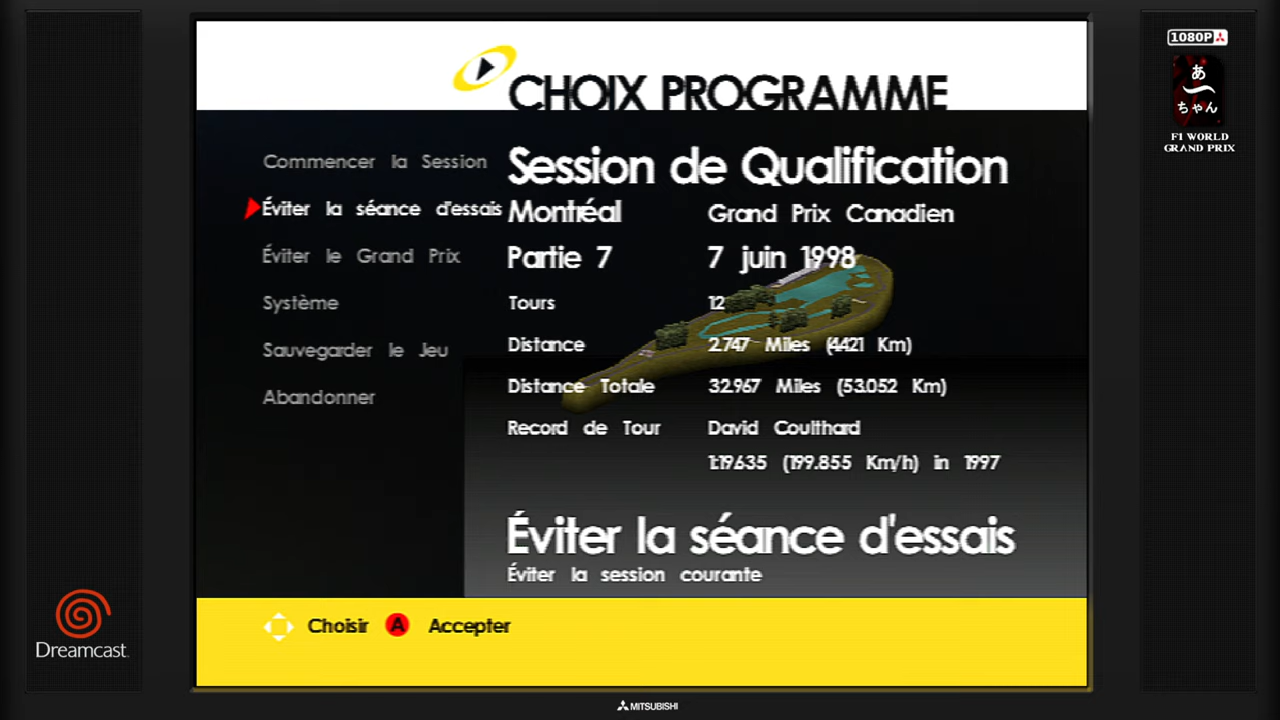 CHOIX PROGRAMME
Commencer la Session
Éviter la séance d'essais
Éviter le Grand Prix
Système
Sauvegarder le Jeu
Abandonner
Session de Qualification
Montréal Grand Prix Canadien
Partie 7 7 juin 1998
Tours 12
Distance 2.747 Miles (4.421 Km)
Distance Totale 32.967 Miles (53.052 Km)
Record de Tour David Coulthard
1:19.635 (199.855 Km/h) in 1997
Éviter la séance d'essais
Éviter la session courante
Choisir A Accepter
Dreamcast.
MITSUBISHI
1080P
あ
ー
ちゃん
F1 WORLD
GRAND PRIX